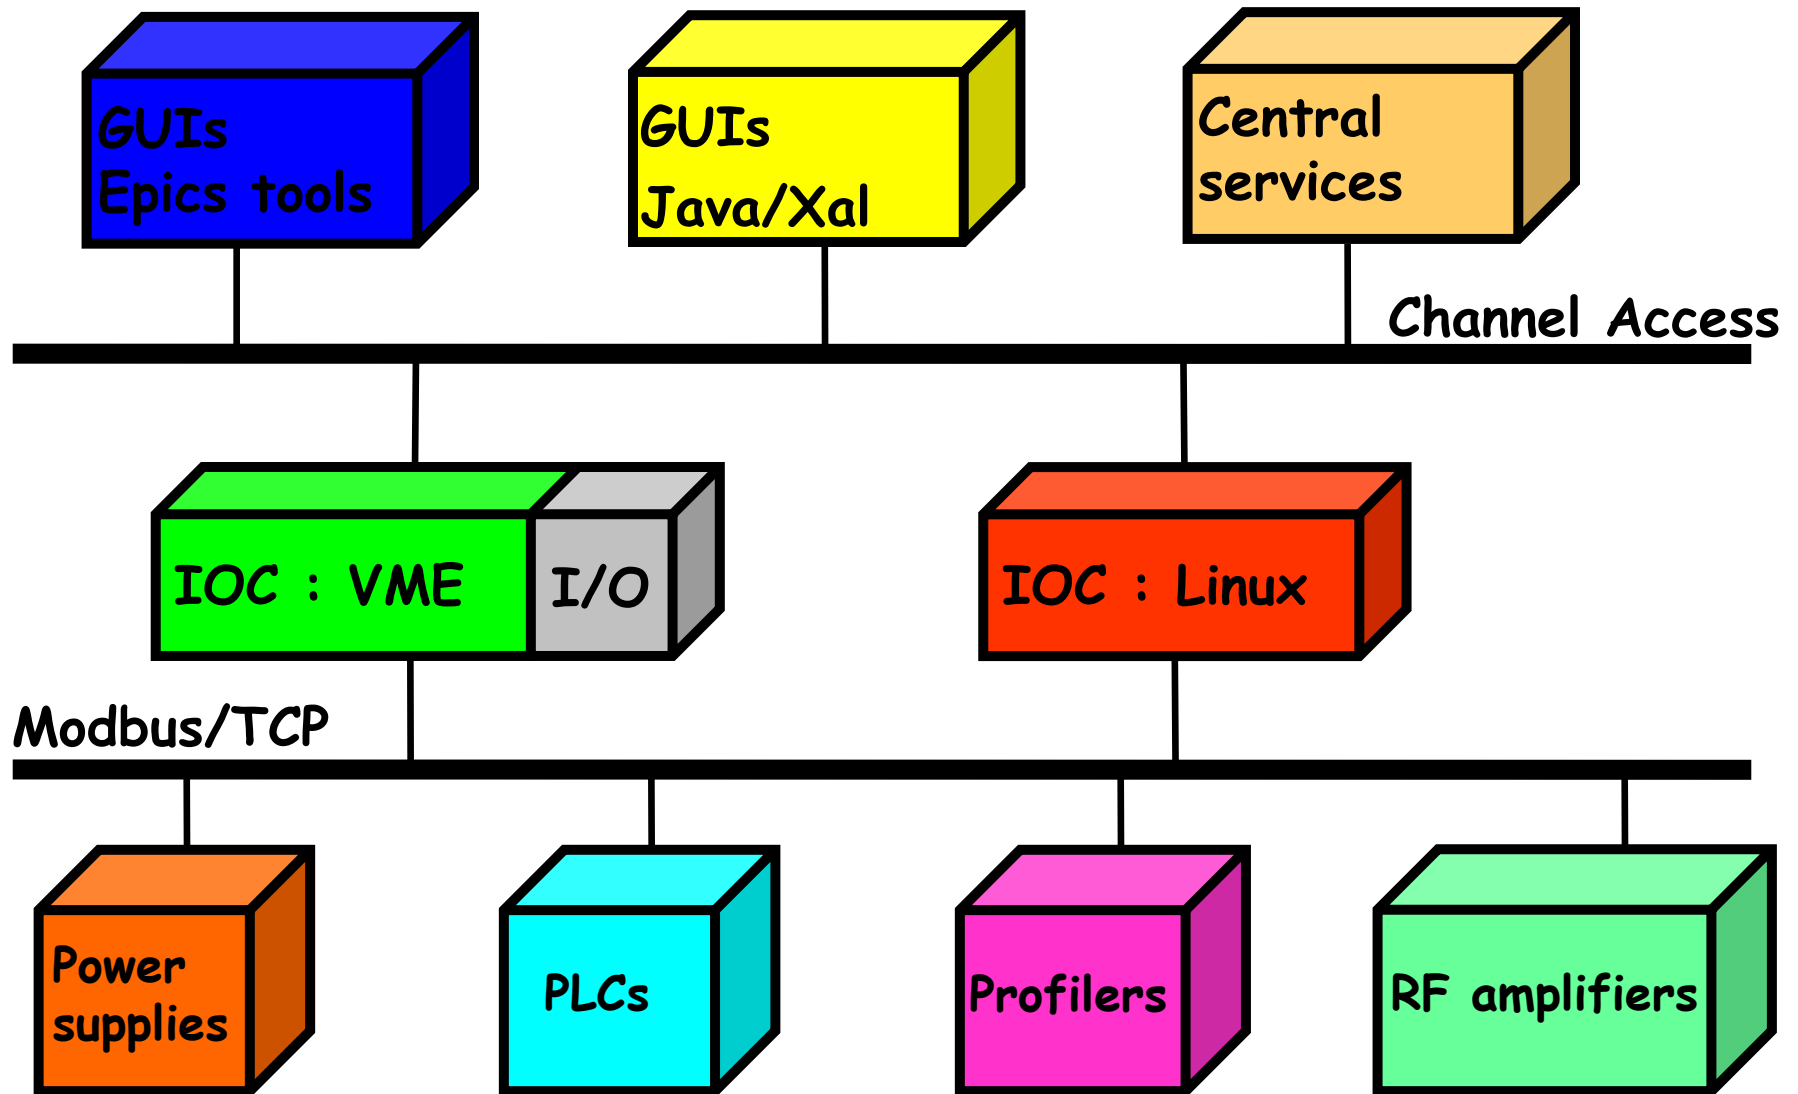 GUIs
Epics tools
GUIs
Java/Xal
Central
services
Channel Access
IOC : VME
I/O
IOC : Linux
Modbus/TCP
Power
supplies
PLCs
Profilers
RF amplifiers